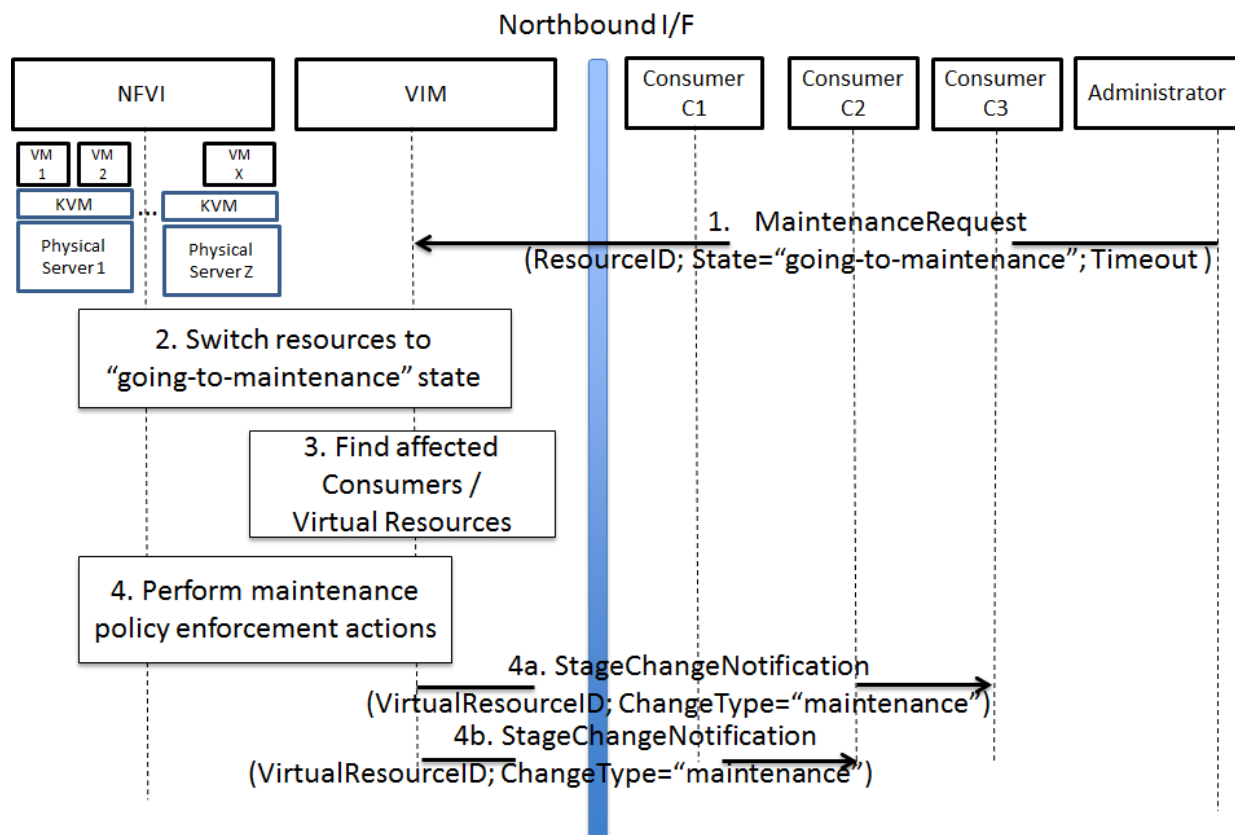 Northbound I/F
NFVI
VIM
Consumer
C1
Consumer
C2
Consumer
C3
Administrator
VM
1
VM
2
VM
X
KVM
...
KVM
Physical
Server 1
Physical
Server Z
1. MaintenanceRequest
(ResourceID; State=“going-to-maintenance”; Timeout )
2. Switch resources to
“going-to-maintenance” state
3. Find affected
Consumers /
Virtual Resources
4. Perform maintenance
policy enforcement actions
4a. StageChangeNotification
(VirtualResourceID; ChangeType=“maintenance”)
4b. StageChangeNotification
(VirtualResourceID; ChangeType=“maintenance”)